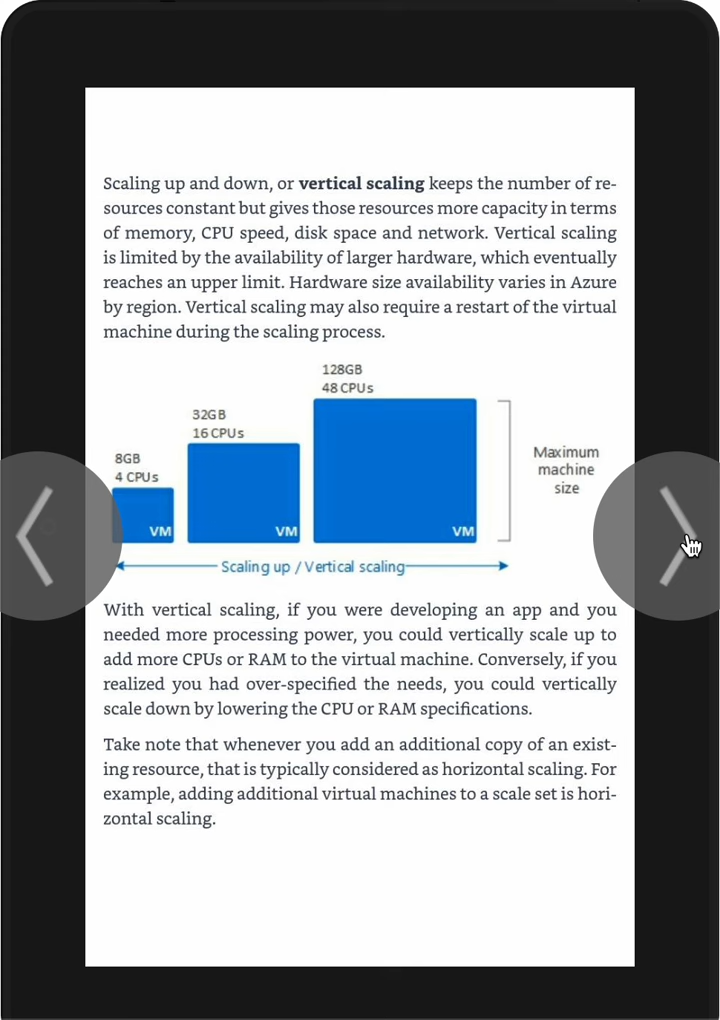 Scaling up and down, or vertical scaling keeps the number of re-
sources constant but gives those resources more capacity in terms
of memory, CPU speed, disk space and network. Vertical scaling
is limited by the availability of larger hardware, which eventually
reaches an upper limit. Hardware size availability varies in Azure
by region. Vertical scaling may also require a restart of the virtual
machine during the scaling process.
128GB
48 CPUs
32GB
16 CPUs
8GB
4 CPUs
Maximum
machine
size
VM
VM
VM
Scaling up / Vertical scaling
With vertical scaling, if you were developing an app and you
needed more processing power, you could vertically scale up to
add more CPUs or RAM to the virtual machine. Conversely, if you
realized you had over-specified the needs, you could vertically
scale down by lowering the CPU or RAM specifications.
Take note that whenever you add an additional copy of an exist-
ing resource, that is typically considered as horizontal scaling. For
example, adding additional virtual machines to a scale set is hori-
zontal scaling.